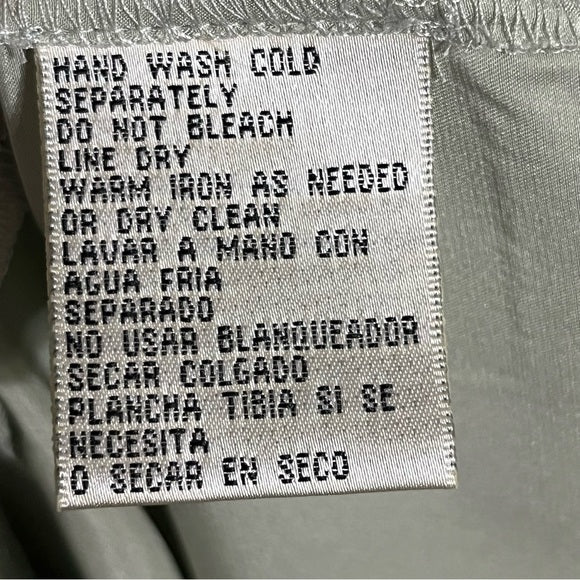 HAND WASH COLD
SEPARATELY
DO NOT BLEACH
LINE DRY
WARM IRON AS NEEDED
OR DRY CLEAN
LAVAR A MANO CON
AGUA FRIA
SEPARADO
NO USAR BLANQUEADOR
SECAR COLGADO
PLANCHA TIBIA SI SE
NECESITA
O SECAR EN SECO